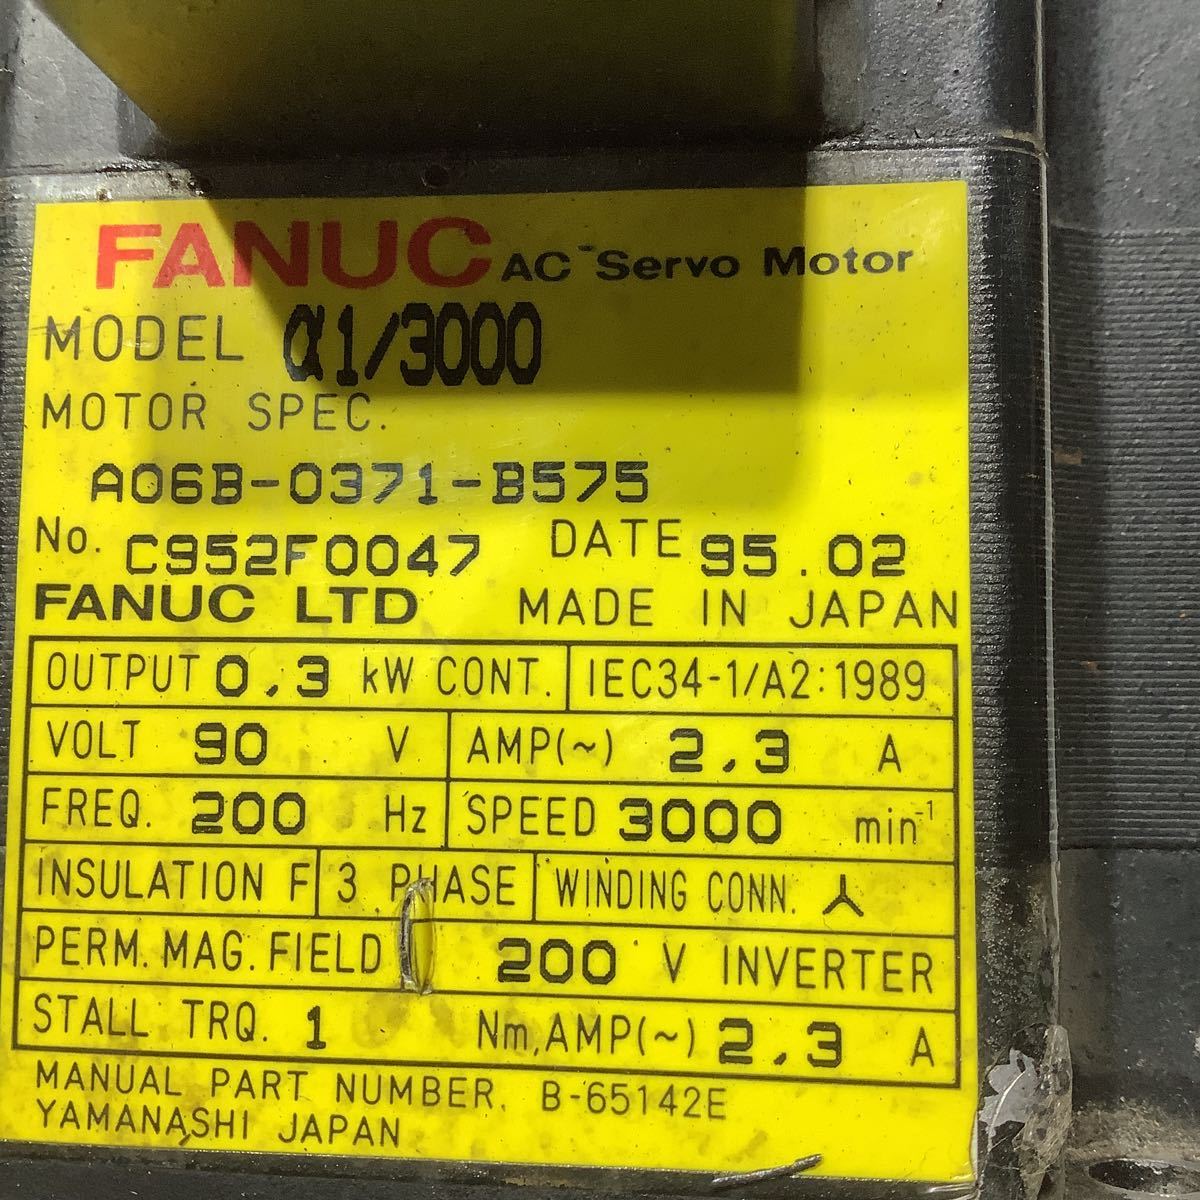 FANUC AC Servo Motor
MODEL α1/3000
MOTOR SPEC.
A06B-0371-B575
No. C952F0047 DATE 95.02
FANUC LTD MADE IN JAPAN
OUTPUT 0.3 kW CONT. IEC34-1/A2:1989
VOLT 90 V AMP(~) 2.3 A
FREQ. 200 Hz SPEED 3000 min⁻¹
INSULATION F 3 PHASE WINDING CONN.
PERM. MAG. FIELD 200 V INVERTER
STALL TRQ. 1 Nm, AMP(~) 2.3 A
MANUAL PART NUMBER. B-65142E
YAMANASHI JAPAN